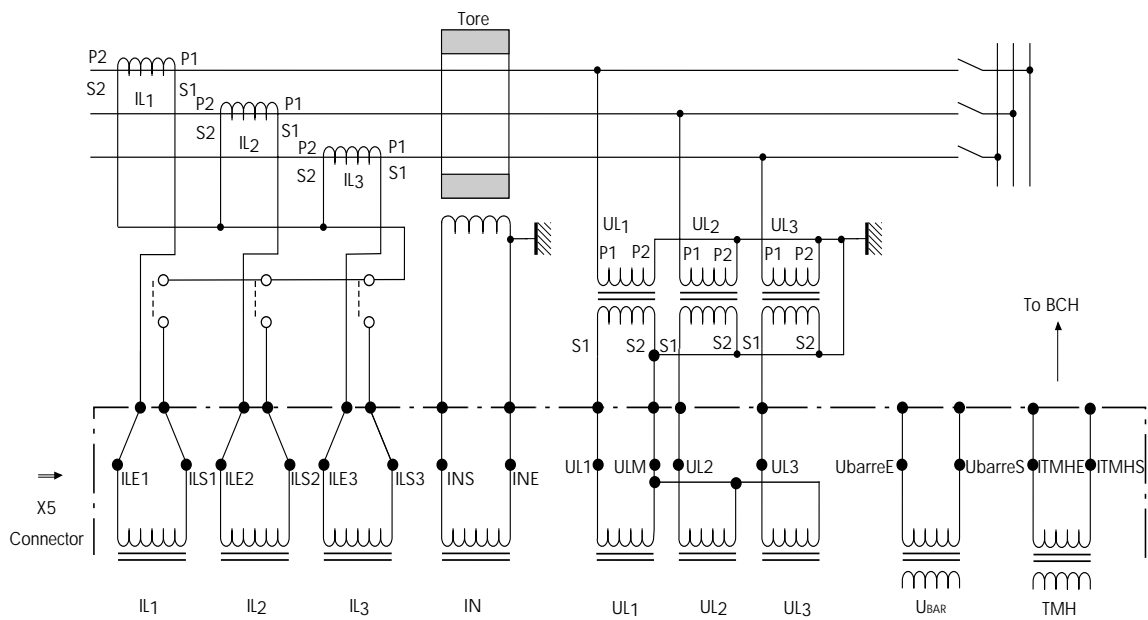 Tore
P2 P1
S2 S1
IL1
P2 P1
S2 S1
IL2
P2 P1
S2 S1
IL3
UL1 UL2 UL3
P1 P2 P1 P2 P1 P2
To BCH
S1 S2 S1 S2 S1 S2
X5
Connector
ILE1 ILS1 ILE2 ILS2 ILE3 ILS3 INS INE UL1 ULM UL2 UL3 UbarreE UbarreS ITMHE ITMHS
IL1 IL2 IL3 IN UL1 UL2 UL3 UBAR TMH